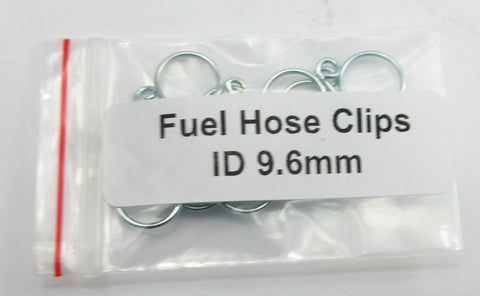 Fuel Hose Clips
ID 9.6mm